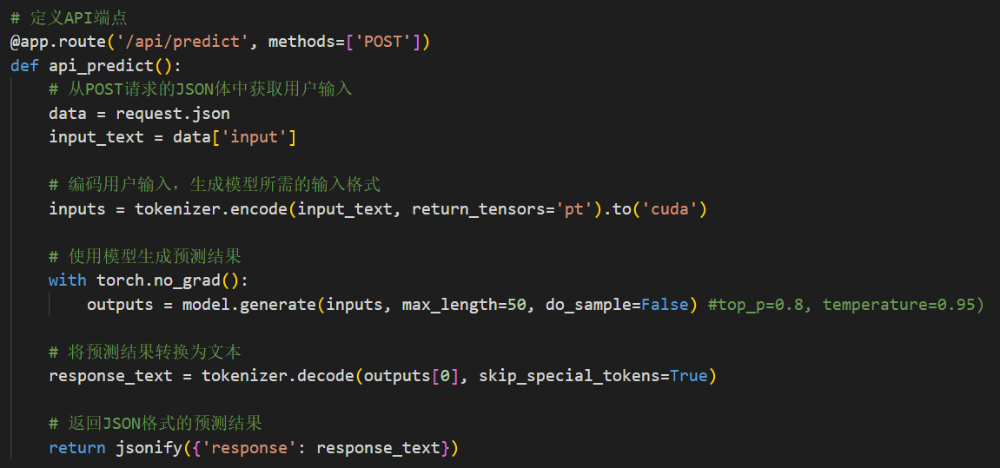 # 定义API端点
@app.route('/api/predict', methods=['POST'])
def api_predict():
    # 从POST请求的JSON体中获取用户输入
    data = request.json
    input_text = data['input']

    # 编码用户输入，生成模型所需的输入格式
    inputs = tokenizer.encode(input_text, return_tensors='pt').to('cuda')

    # 使用模型生成预测结果
    with torch.no_grad():
        outputs = model.generate(inputs, max_length=50, do_sample=False) #top_p=0.8, temperature=0.95)

    # 将预测结果转换为文本
    response_text = tokenizer.decode(outputs[0], skip_special_tokens=True)

    # 返回JSON格式的预测结果
    return jsonify({'response': response_text})